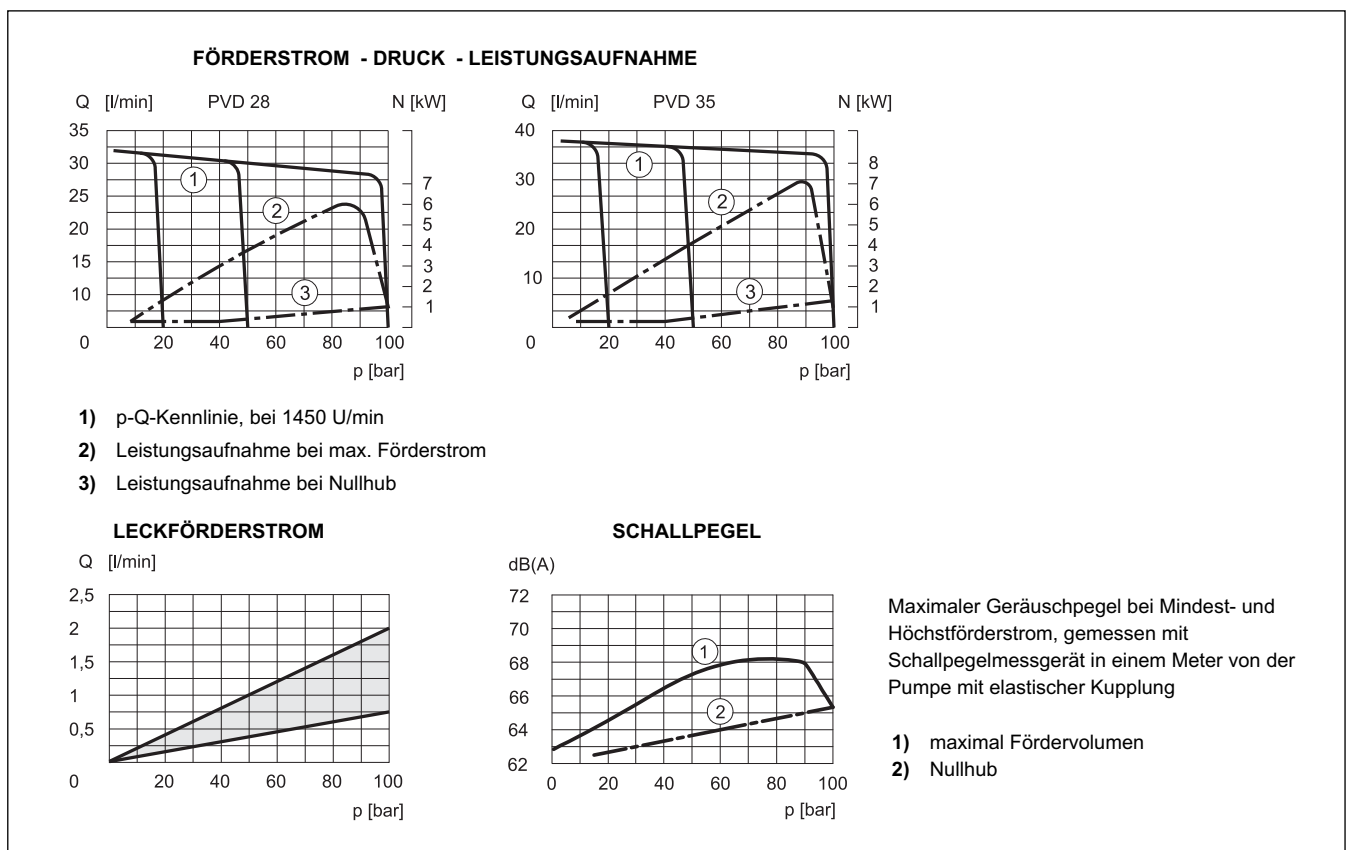 FÖRDERSTROM - DRUCK - LEISTUNGSAUFNAHME
Q [l/min] PVD 28 N [kW]
35
30
25
20
15
10
0
7
6
5
4
3
2
1
1
2
3
20 40 60 80 100
p [bar]
Q [l/min] PVD 35 N [kW]
40
30
20
10
0
8
7
6
5
4
3
2
1
1
2
3
20 40 60 80 100
p [bar]
1) p-Q-Kennlinie, bei 1450 U/min
2) Leistungsaufnahme bei max. Förderstrom
3) Leistungsaufnahme bei Nullhub
LECKFÖRDERSTROM
Q [l/min]
2,5
2
1,5
1
0,5
0 20 40 60 80 100
p [bar]
SCHALLPEGEL
dB(A)
72
70
68
66
64
62
1
2
0 20 40 60 80 100
p [bar]
Maximaler Geräuschpegel bei Mindest- und
Höchstförderstrom, gemessen mit
Schallpegelmessgerät in einem Meter von der
Pumpe mit elastischer Kupplung
1) maximal Fördervolumen
2) Nullhub